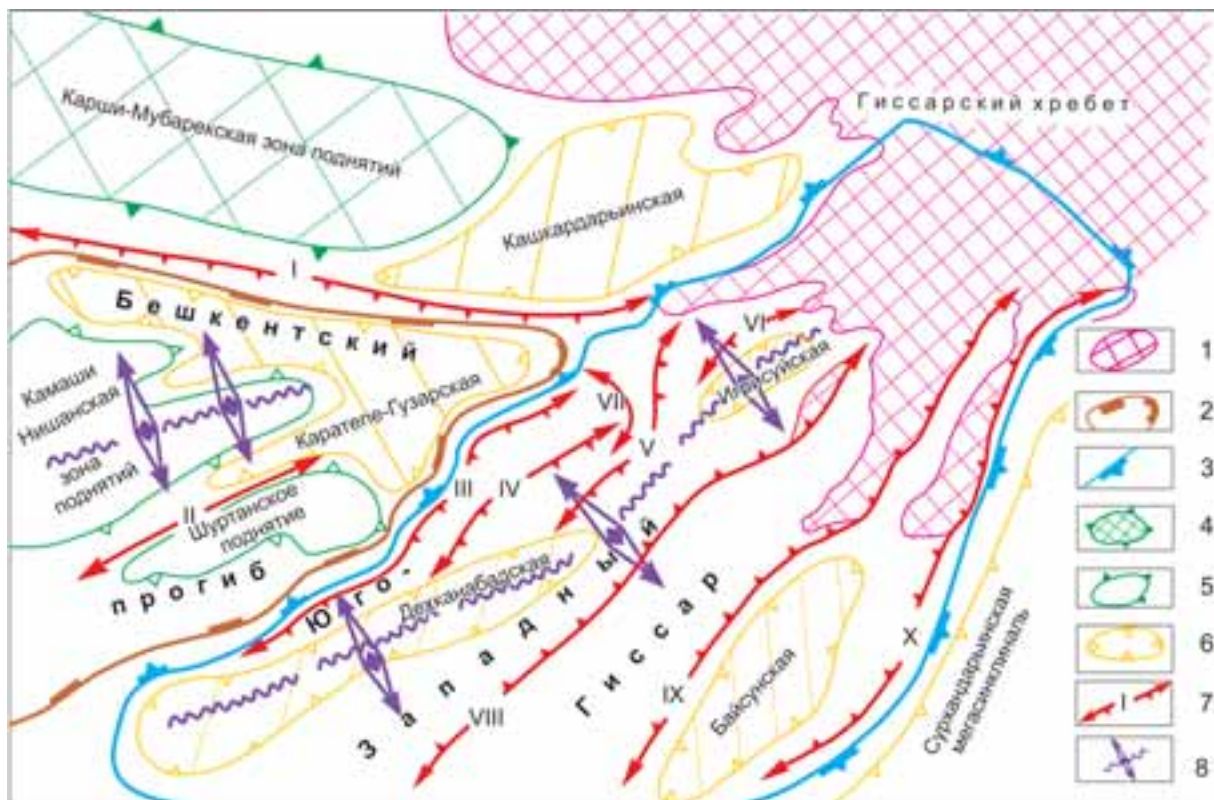 Карши-Мубарекская зона поднятий
Гиссарский хребет
Кашкардарьинская
I
Бешкентский
Камаши
Нишанская
зона
поднятий
Каратепе-Гузарская
VI
Игрисуйская
VII
V
III
IV
II
Шуртанское
поднятие
прогиб
Юго-
Западный
Гиссар
Дехканабадская
VIII
IX
X
Байсунская
Сурхандарьинская
мегасинклиналь
1
2
3
4
5
6
I
7
8